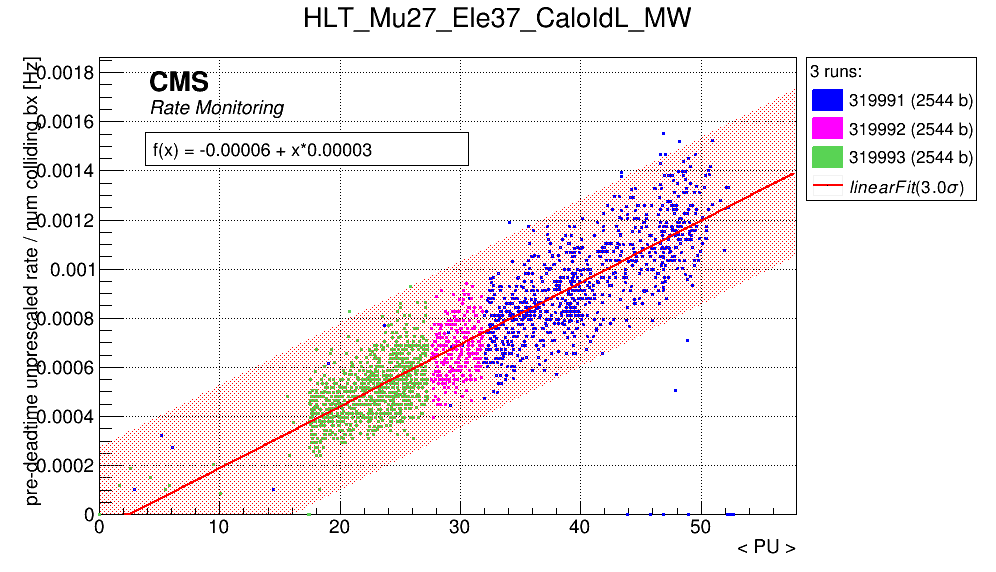 HLT_Mu27_Ele37_CaloIdL_MW
pre-deadtime unprescaled rate / num colliding bx [Hz]
0.0018
0.0016
0.0014
0.0012
0.001
0.0008
0.0006
0.0004
0.0002
0
CMS
Rate Monitoring
f(x) = -0.00006 + x*0.00003
3 runs:
319991 (2544 b)
319992 (2544 b)
319993 (2544 b)
linearFit(3.0σ)
0 10 20 30 40 50
< PU >